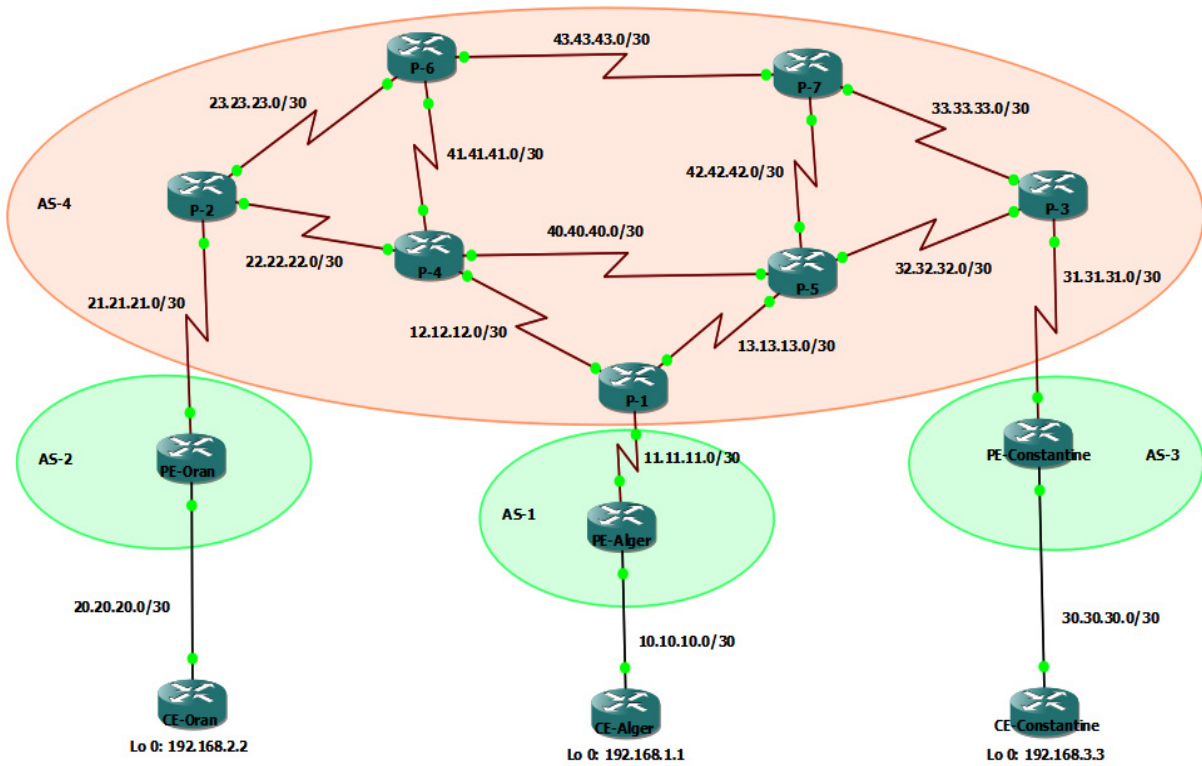 43.43.43.0/30
P-6
P-7
23.23.23.0/30
33.33.33.0/30
41.41.41.0/30
42.42.42.0/30
AS-4
P-2
P-3
40.40.40.0/30
22.22.22.0/30
P-4
P-5
32.32.32.0/30
31.31.31.0/30
21.21.21.0/30
12.12.12.0/30
13.13.13.0/30
P-1
AS-2
PE-Oran
11.11.11.0/30
PE-Constantine
AS-3
AS-1
PE-Alger
20.20.20.0/30
10.10.10.0/30
30.30.30.0/30
CE-Oran
CE-Alger
CE-Constantine
Lo 0: 192.168.2.2
Lo 0: 192.168.1.1
Lo 0: 192.168.3.3